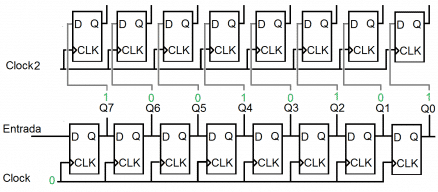 D Q D Q D Q D Q D Q D Q D Q D Q
CLK CLK CLK CLK CLK CLK CLK CLK
Clock2
1 0 0 1 0 1 0 1
Q7 Q6 Q5 Q4 Q3 Q2 Q1 Q0
Entrada
D Q D Q D Q D Q D Q D Q D Q D Q
CLK CLK CLK CLK CLK CLK CLK CLK
Clock 0